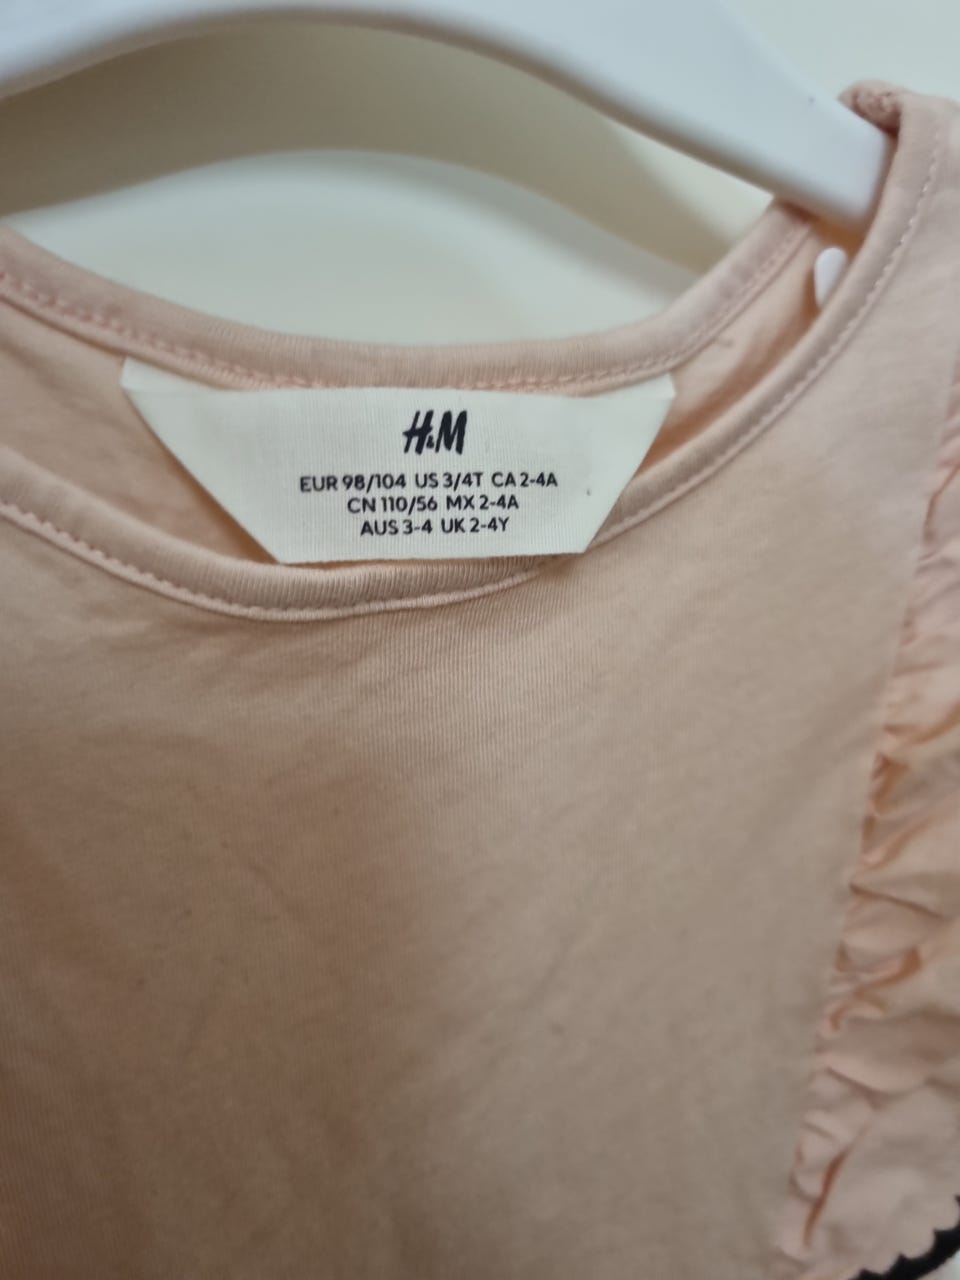 H&M
EUR 98/104 US 3/4T CA 2-4A
CN 110/56 MX 2-4A
AUS 3-4 UK 2-4Y